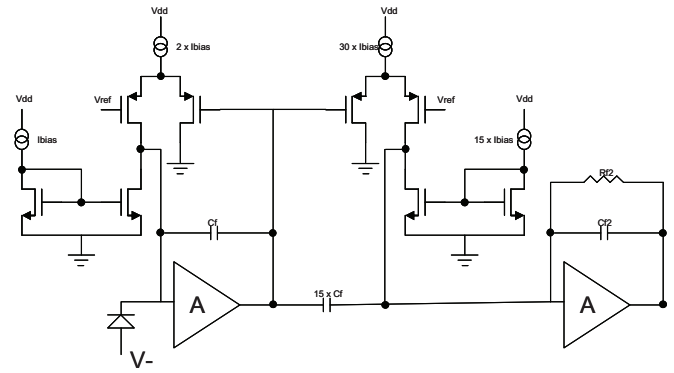 Vdd
Vdd
2 x Ibias
30 x Ibias
Vdd
Vref
Vref
Vdd
Ibias
15 x Ibias
Rf2
Cf
Cf2
15 x Cf
A
A
V-